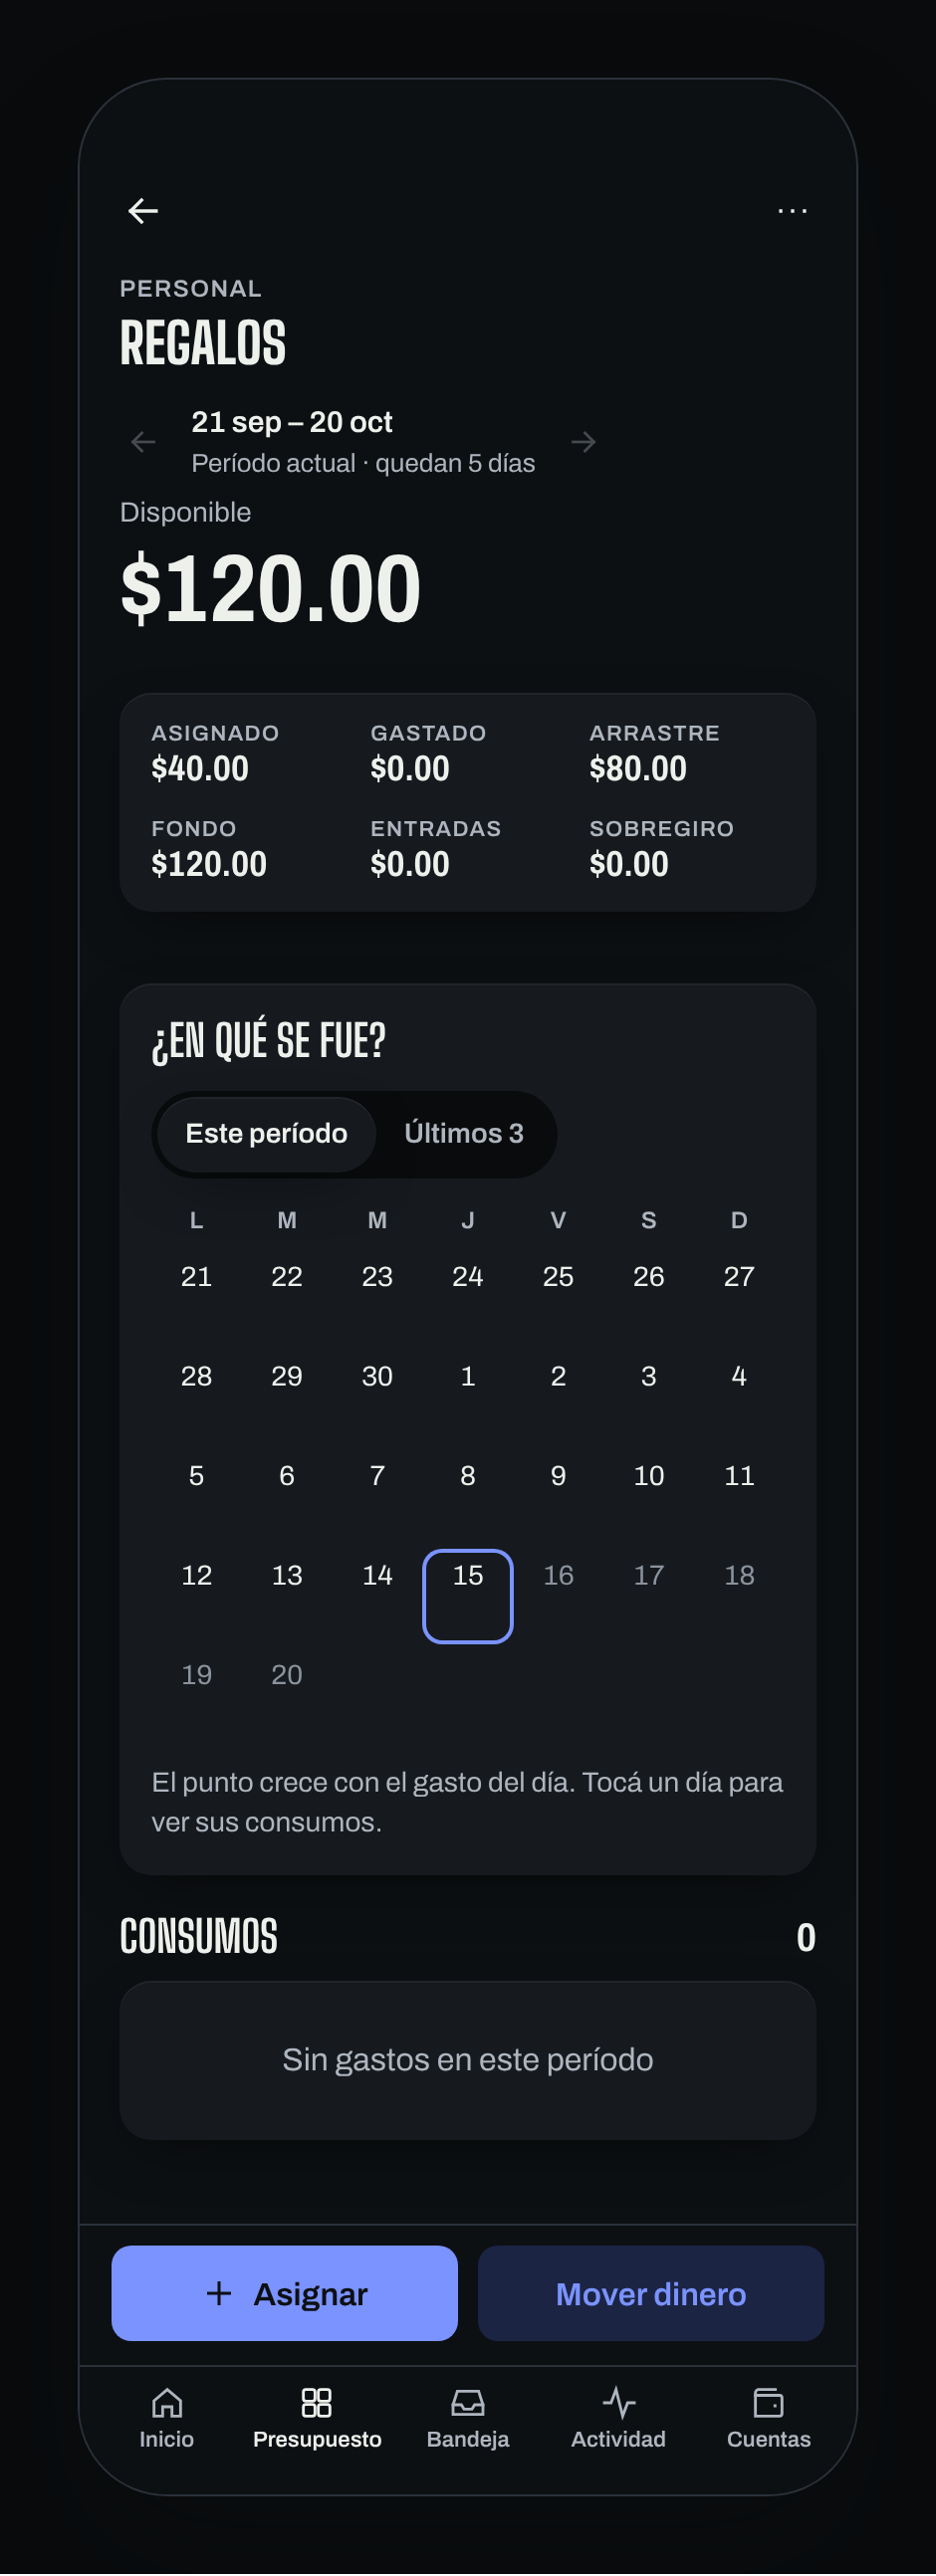 PERSONAL
REGALOS
21 sep – 20 oct
Período actual · quedan 5 días
Disponible
$120.00
ASIGNADO GASTADO ARRASTRE
$40.00 $0.00 $80.00
FONDO ENTRADAS SOBREGIRO
$120.00 $0.00 $0.00
¿EN QUÉ SE FUE?
Este período Últimos 3
L M M J V S D
21 22 23 24 25 26 27
28 29 30 1 2 3 4
5 6 7 8 9 10 11
12 13 14 15 16 17 18
19 20
El punto crece con el gasto del día. Tocá un día para
ver sus consumos.
CONSUMOS 0
Sin gastos en este período
+ Asignar Mover dinero
Inicio Presupuesto Bandeja Actividad Cuentas